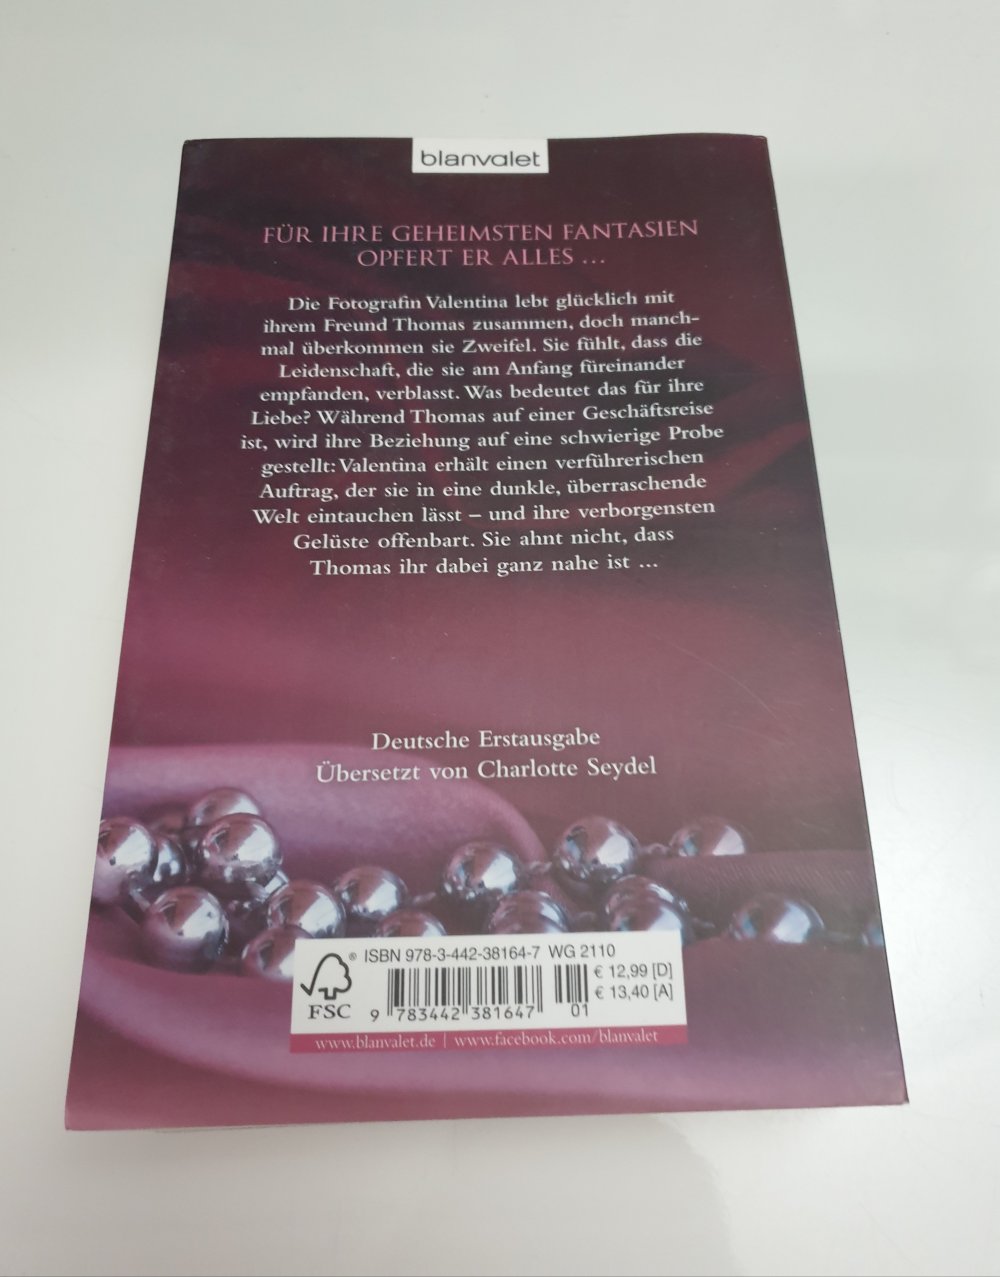 blanvalet
FÜR IHRE GEHEIMSTEN FANTASIEN
OPFERT ER ALLES ...
Die Fotografin Valentina lebt glücklich mit
ihrem Freund Thomas zusammen, doch manch-
mal überkommen sie Zweifel. Sie fühlt, dass die
Leidenschaft, die sie am Anfang füreinander
empfanden, verblasst. Was bedeutet das für ihre
Liebe? Während Thomas auf einer Geschäftsreise
ist, wird ihre Beziehung auf eine schwierige Probe
gestellt: Valentina erhält einen verführerischen
Auftrag, der sie in eine dunkle, überraschende
Welt eintauchen lässt – und ihre verborgensten
Gelüste offenbart. Sie ahnt nicht, dass
Thomas ihr dabei ganz nahe ist ...
Deutsche Erstausgabe
Übersetzt von Charlotte Seydel
® ISBN 978-3-442-38164-7 WG 2110
€ 12,99 [D]
€ 13,40 [A]
FSC
9 783442 381647 01
www.blanvalet.de | www.facebook.com/blanvalet